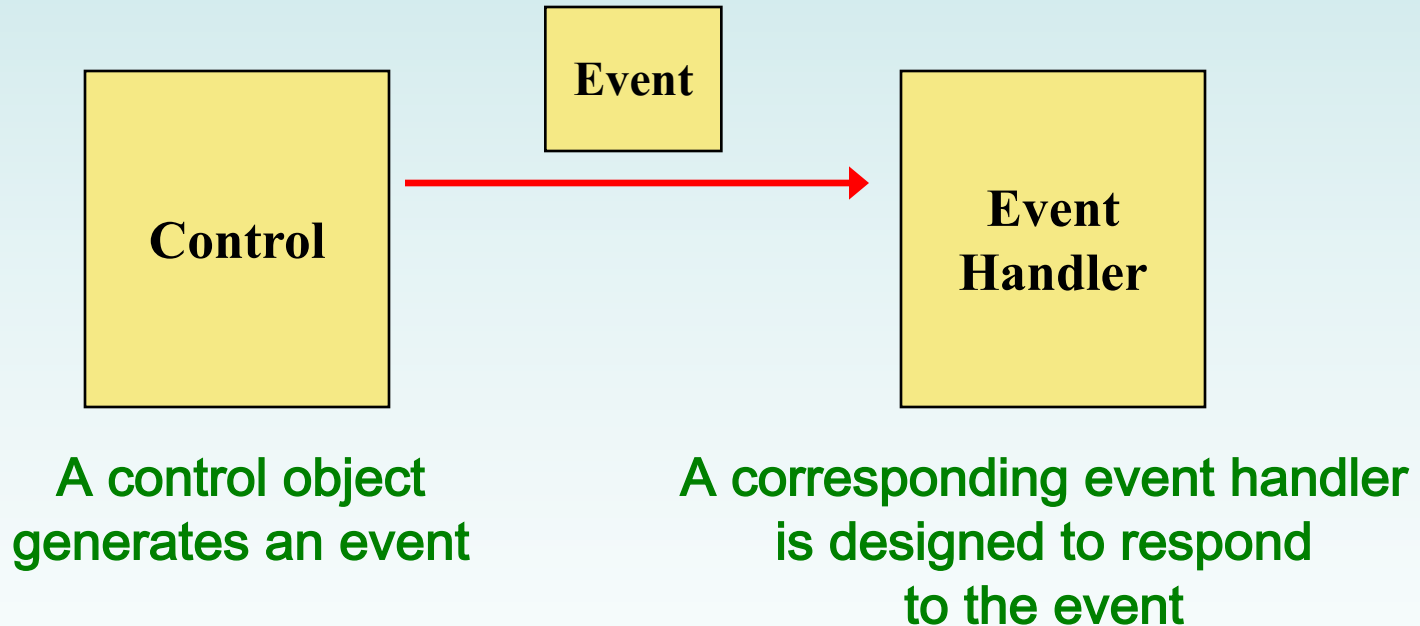 Event
Control
Event
Handler
A control object
generates an event
A corresponding event handler
is designed to respond
to the event